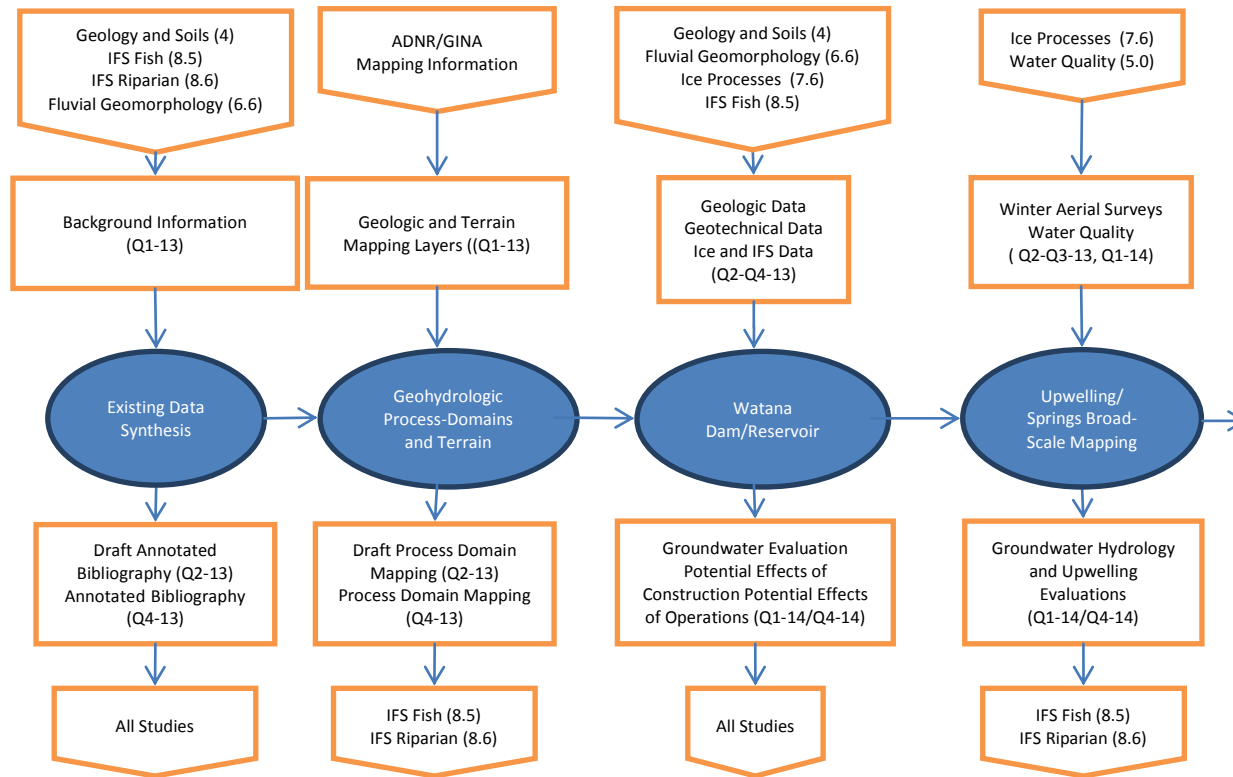 Geology and Soils (4)
IFS Fish (8.5)
IFS Riparian (8.6)
Fluvial Geomorphology (6.6)
ADNR/GINA
Mapping Information
Geology and Soils (4)
Fluvial Geomorphology (6.6)
Ice Processes (7.6)
IFS Fish (8.5)
Ice Processes (7.6)
Water Quality (5.0)
Background Information
(Q1-13)
Geologic and Terrain
Mapping Layers ((Q1-13)
Geologic Data
Geotechnical Data
Ice and IFS Data
(Q2-Q4-13)
Winter Aerial Surveys
Water Quality
( Q2-Q3-13, Q1-14)
Existing Data
Synthesis
Geohydrologic
Process-Domains
and Terrain
Watana
Dam/Reservoir
Upwelling/
Springs Broad-
Scale Mapping
Draft Annotated
Bibliography (Q2-13)
Annotated Bibliography
(Q4-13)
Draft Process Domain
Mapping (Q2-13)
Process Domain Mapping
(Q4-13)
Groundwater Evaluation
Potential Effects of
Construction Potential Effects
of Operations (Q1-14/Q4-14)
Groundwater Hydrology
and Upwelling
Evaluations
(Q1-14/Q4-14)
All Studies
IFS Fish (8.5)
IFS Riparian (8.6)
All Studies
IFS Fish (8.5)
IFS Riparian (8.6)